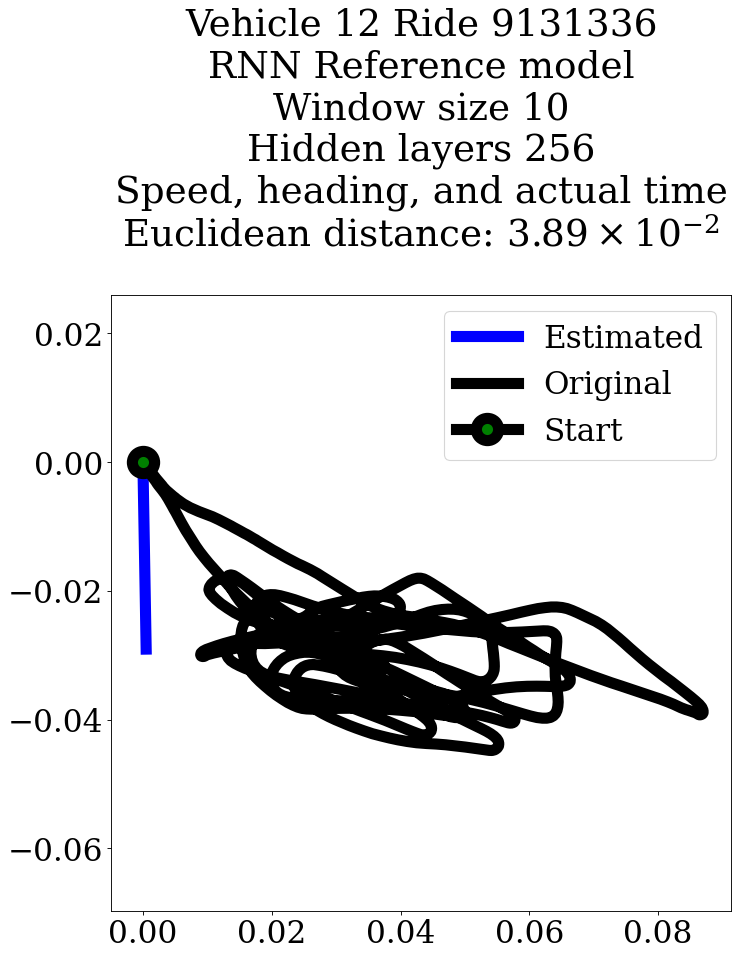 Vehicle 12 Ride 9131336
RNN Reference model
Window size 10
Hidden layers 256
Speed, heading, and actual time
Euclidean distance: 3.89 × 10⁻²
Estimated
Original
Start
0.02
0.00
−0.02
−0.04
−0.06
0.00 0.02 0.04 0.06 0.08